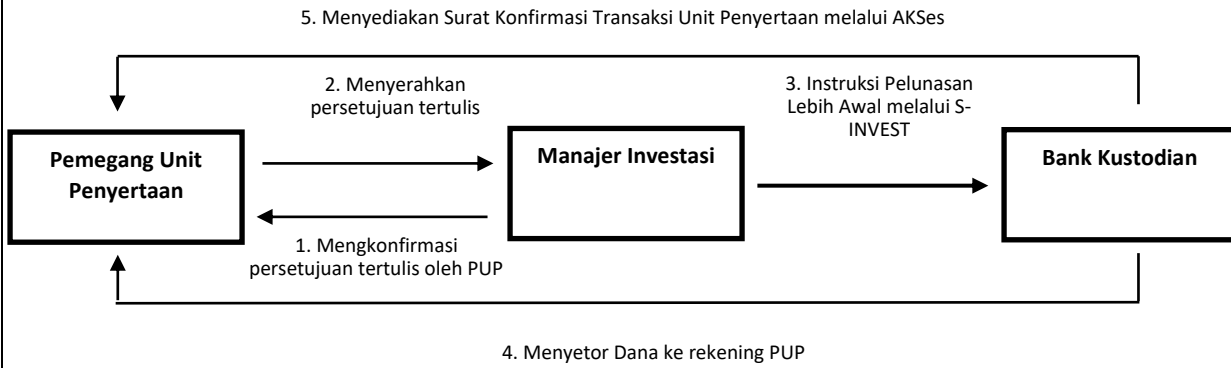 5. Menyediakan Surat Konfirmasi Transaksi Unit Penyertaan melalui AKSes
2. Menyerahkan
persetujuan tertulis
3. Instruksi Pelunasan
Lebih Awal melalui S-
INVEST
Pemegang Unit
Penyertaan
Manajer Investasi
Bank Kustodian
1. Mengkonfirmasi
persetujuan tertulis oleh PUP
4. Menyetor Dana ke rekening PUP